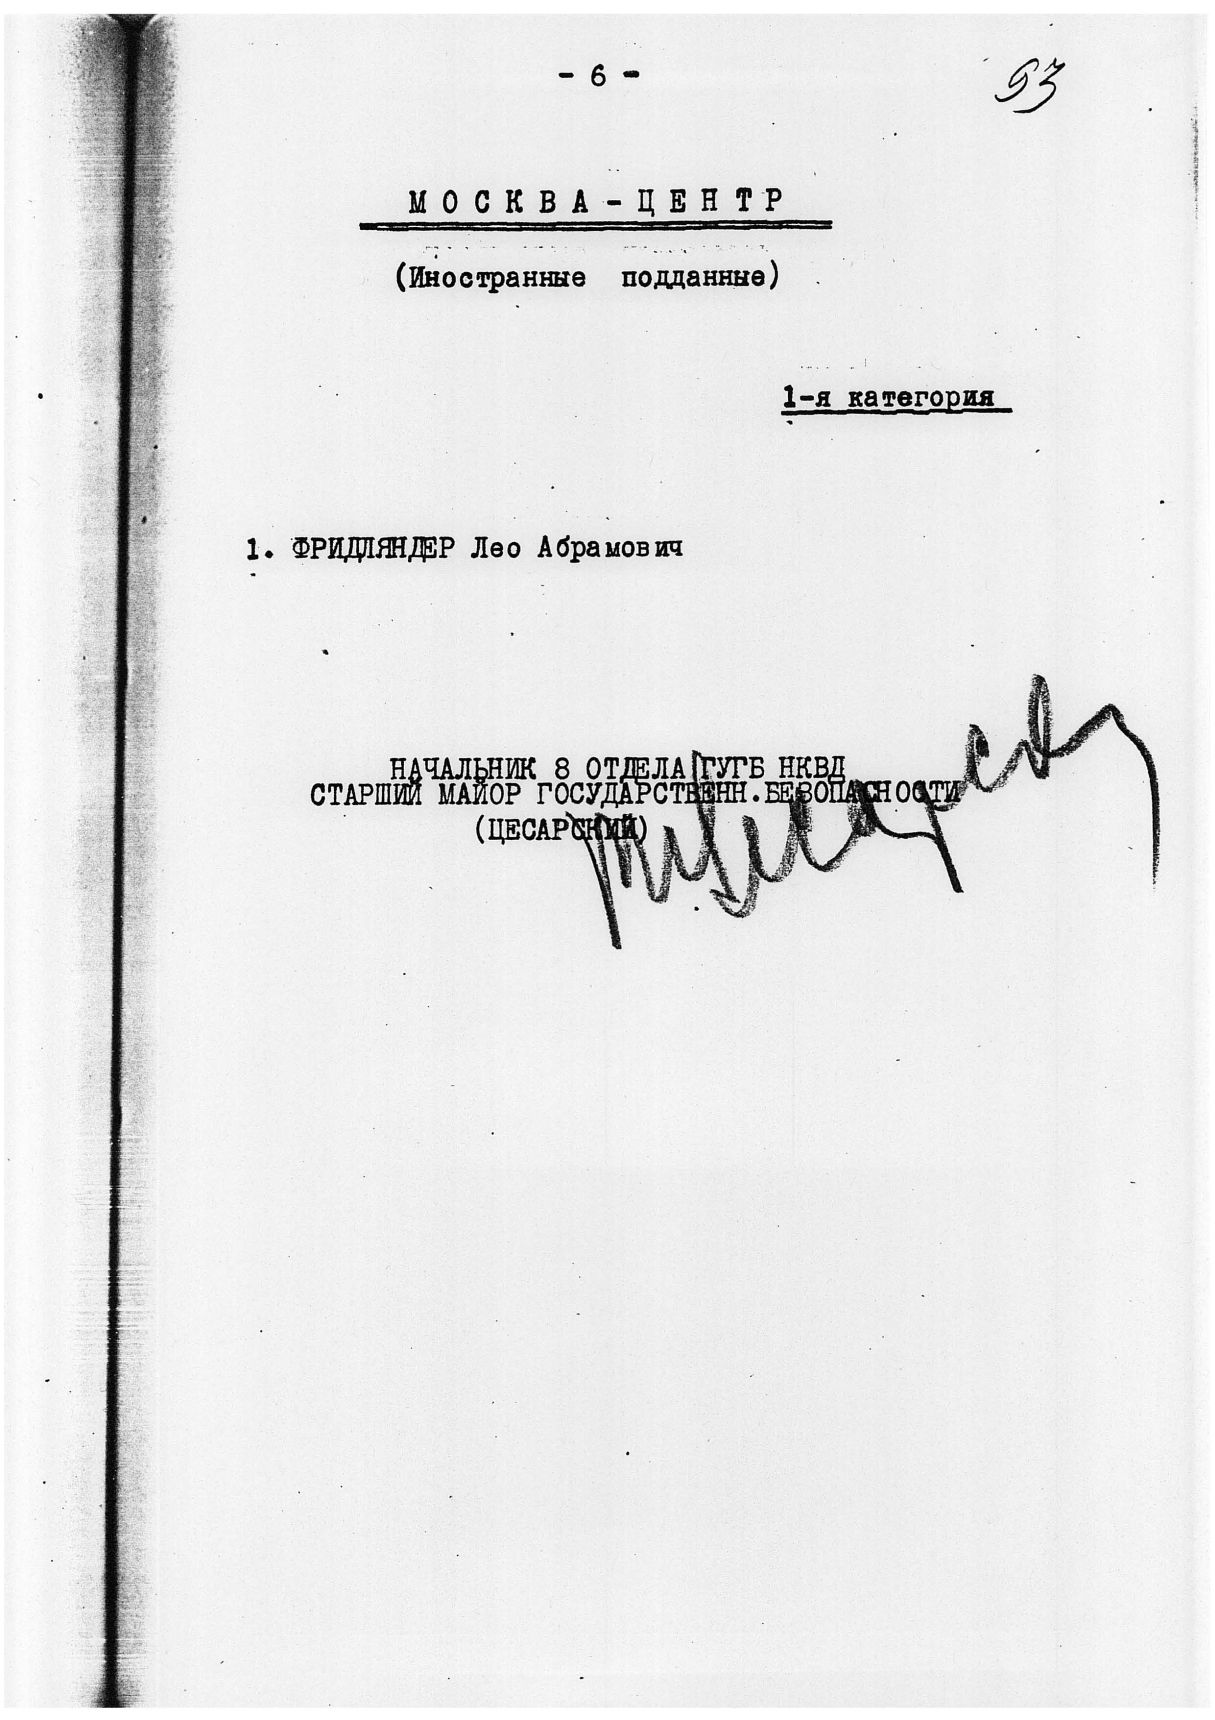 - 6 -
93
МОСКВА-ЦЕНТР
(Иностранные подданные)
1-я категория
1. ФРИДЛЯНДЕР Лео Абрамович
НАЧАЛЬНИК 8 ОТДЕЛА ГУГБ НКВД
СТАРШИЙ МАЙОР ГОСУДАРСТВЕНН.БЕЗОПАСНОСТИ
(ЦЕСАРСКИЙ)